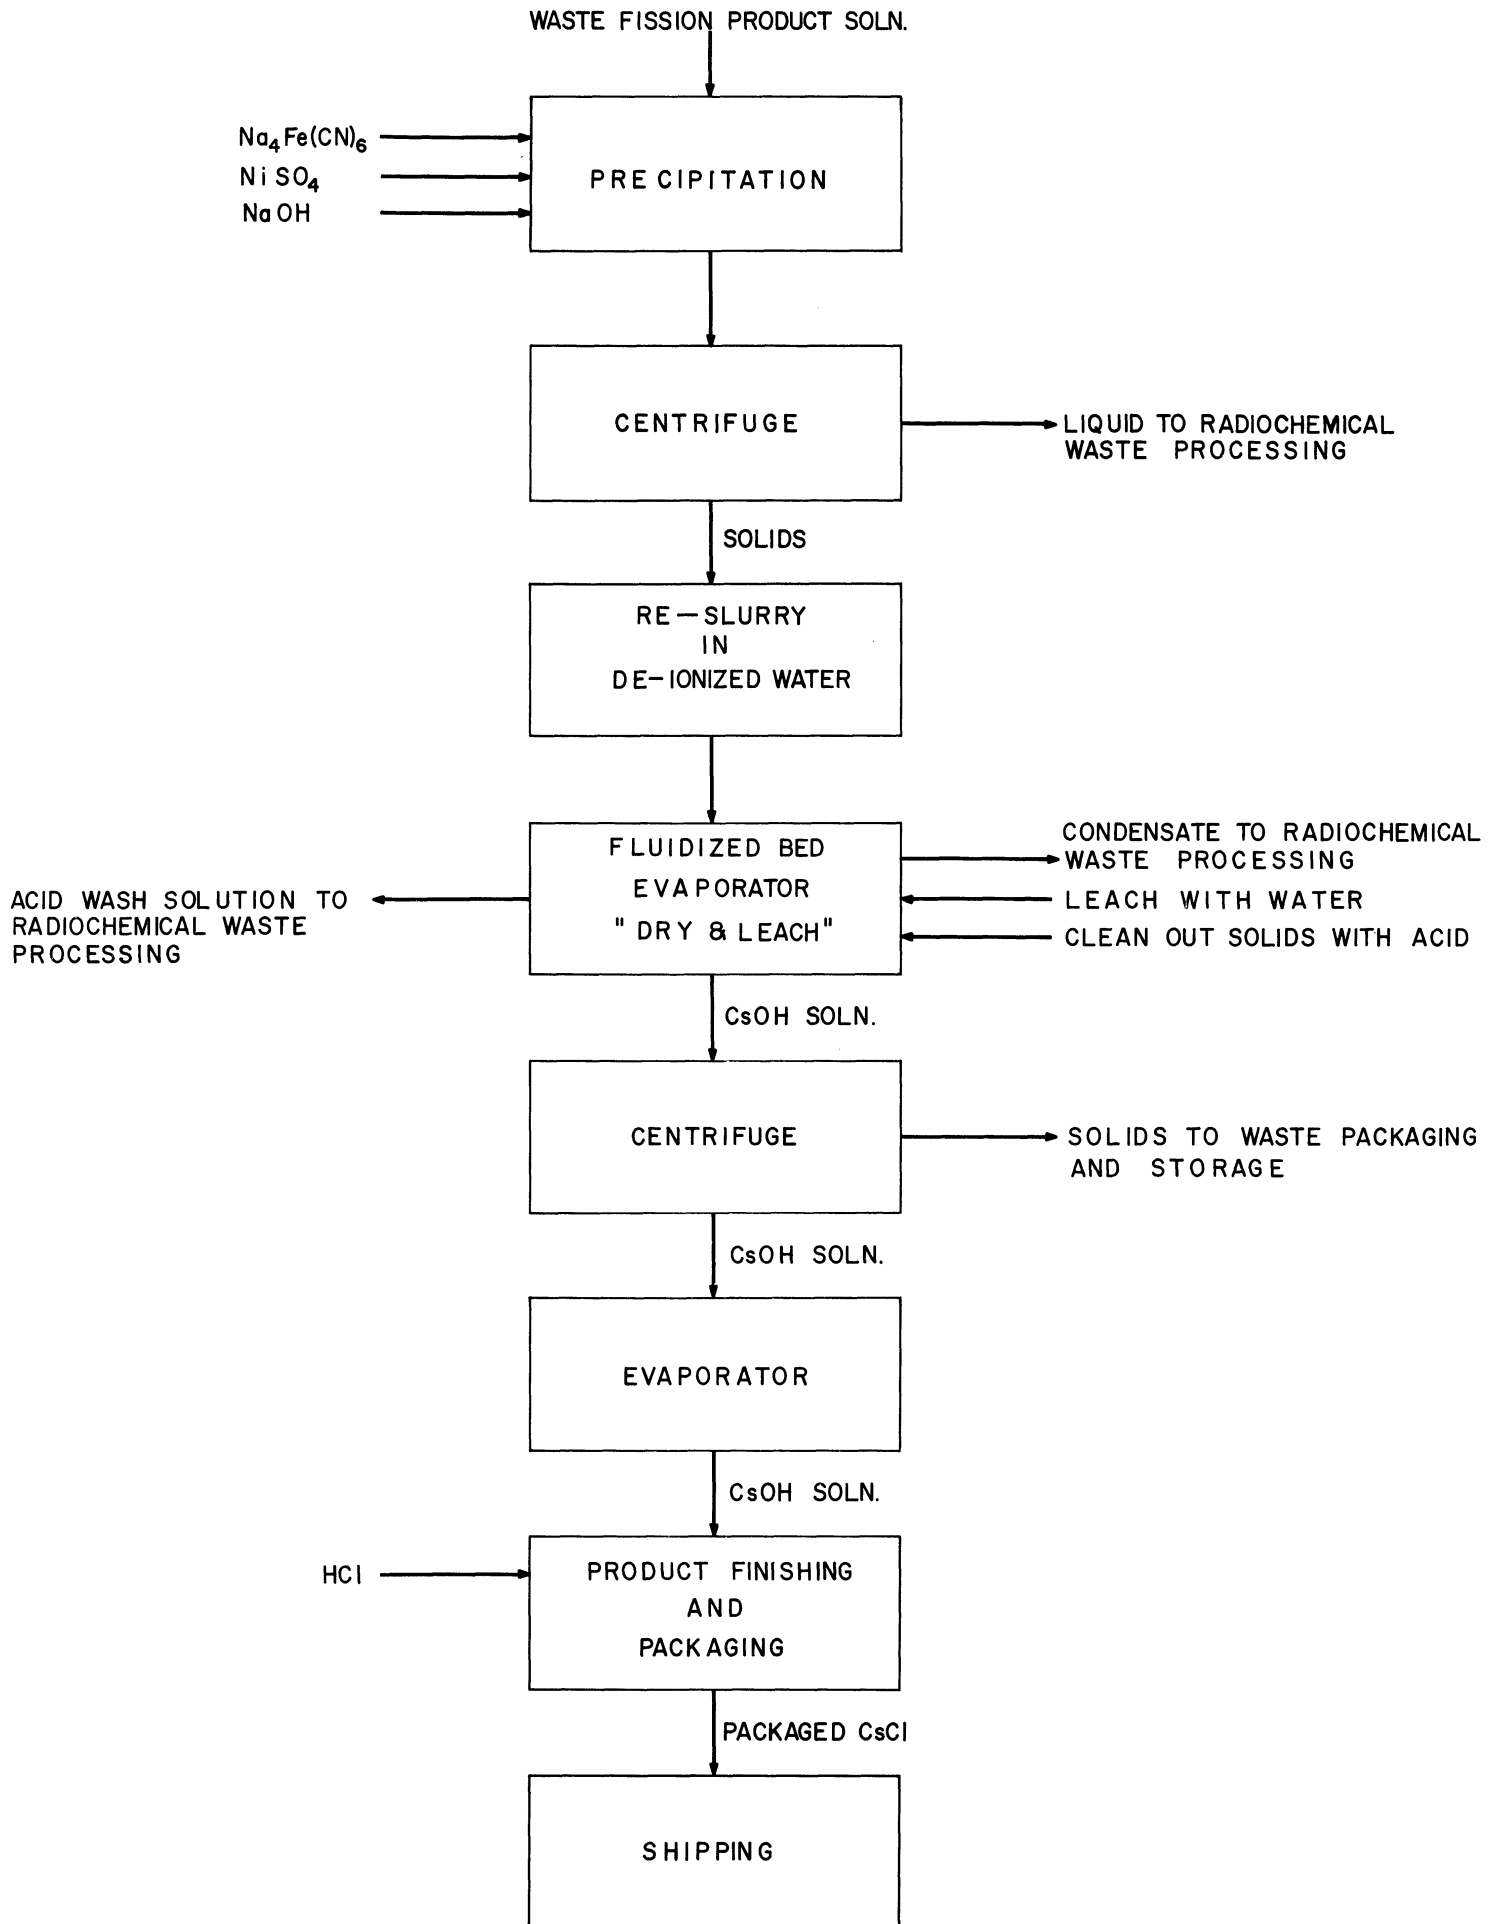 WASTE FISSION PRODUCT SOLN.
Na₄Fe(CN)₆
NiSO₄
NaOH
PRECIPITATION
CENTRIFUGE
LIQUID TO RADIOCHEMICAL
WASTE PROCESSING
SOLIDS
RE-SLURRY
IN
DE-IONIZED WATER
FLUIDIZED BED
EVAPORATOR
"DRY & LEACH"
CONDENSATE TO RADIOCHEMICAL
WASTE PROCESSING
LEACH WITH WATER
CLEAN OUT SOLIDS WITH ACID
ACID WASH SOLUTION TO
RADIOCHEMICAL WASTE
PROCESSING
CsOH SOLN.
CENTRIFUGE
SOLIDS TO WASTE PACKAGING
AND STORAGE
CsOH SOLN.
EVAPORATOR
CsOH SOLN.
HCl
PRODUCT FINISHING
AND
PACKAGING
PACKAGED CsCl
SHIPPING